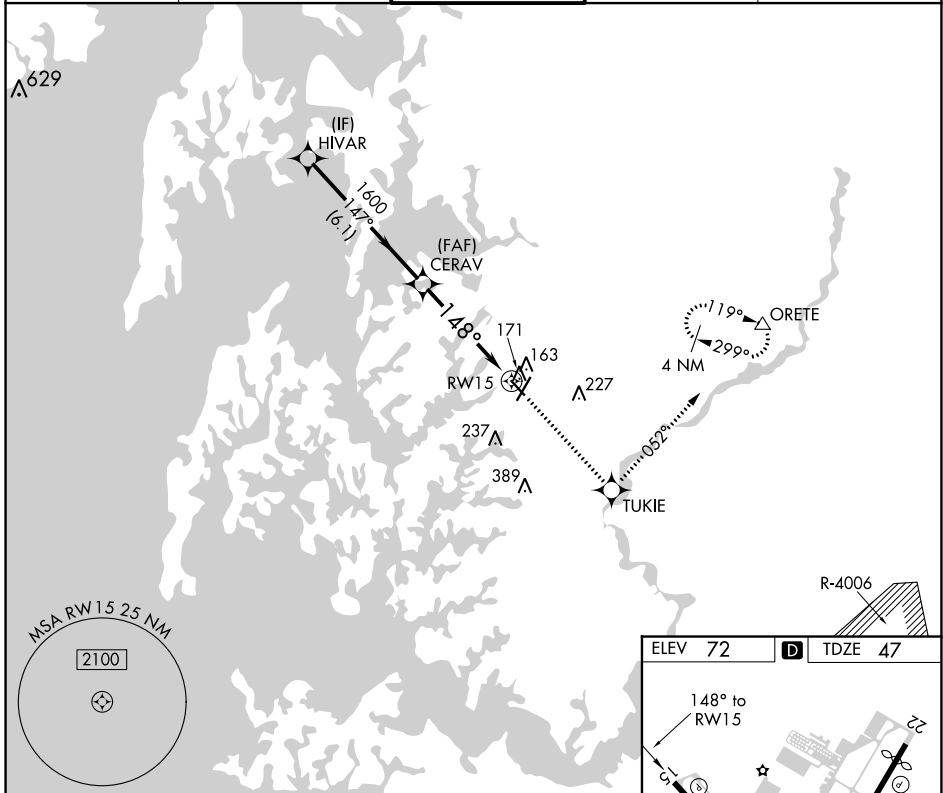 629
(IF)
HIVAR
1600
147°
(6.1)
(FAF)
CERAV
148°
171
163
RW15
227
237
389
119°
ORETE
299°
4 NM
052°
TUKIE
R-4006
MSA RW15 25 NM
2100
ELEV 72
D
TDZE 47
148° to
RW15
22
15
P
P